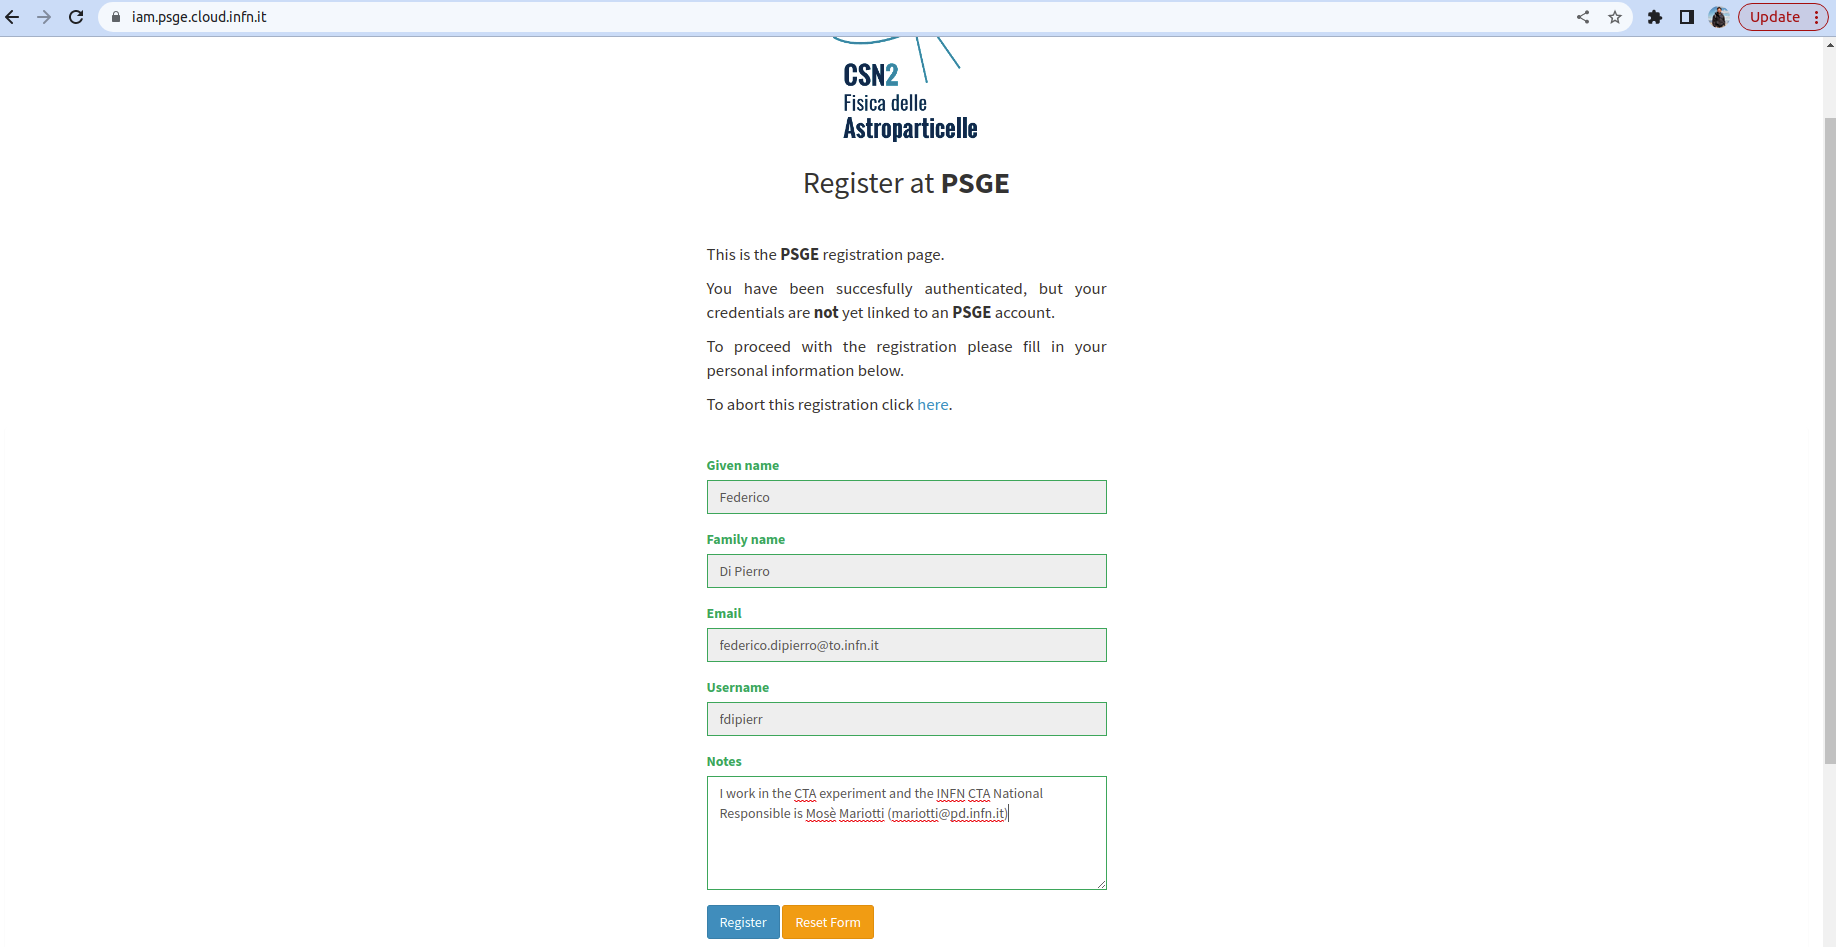 iam.psge.cloud.infn.it
Update
CSN2
Fisica delle
Astroparticelle
Register at PSGE
This is the PSGE registration page.
You have been succesfully authenticated, but your
credentials are not yet linked to an PSGE account.
To proceed with the registration please fill in your
personal information below.
To abort this registration click here.
Given name
Federico
Family name
Di Pierro
Email
federico.dipierro@to.infn.it
Username
fdipierr
Notes
I work in the CTA experiment and the INFN CTA National
Responsible is Mosè Mariotti (mariotti@pd.infn.it)
Register Reset Form